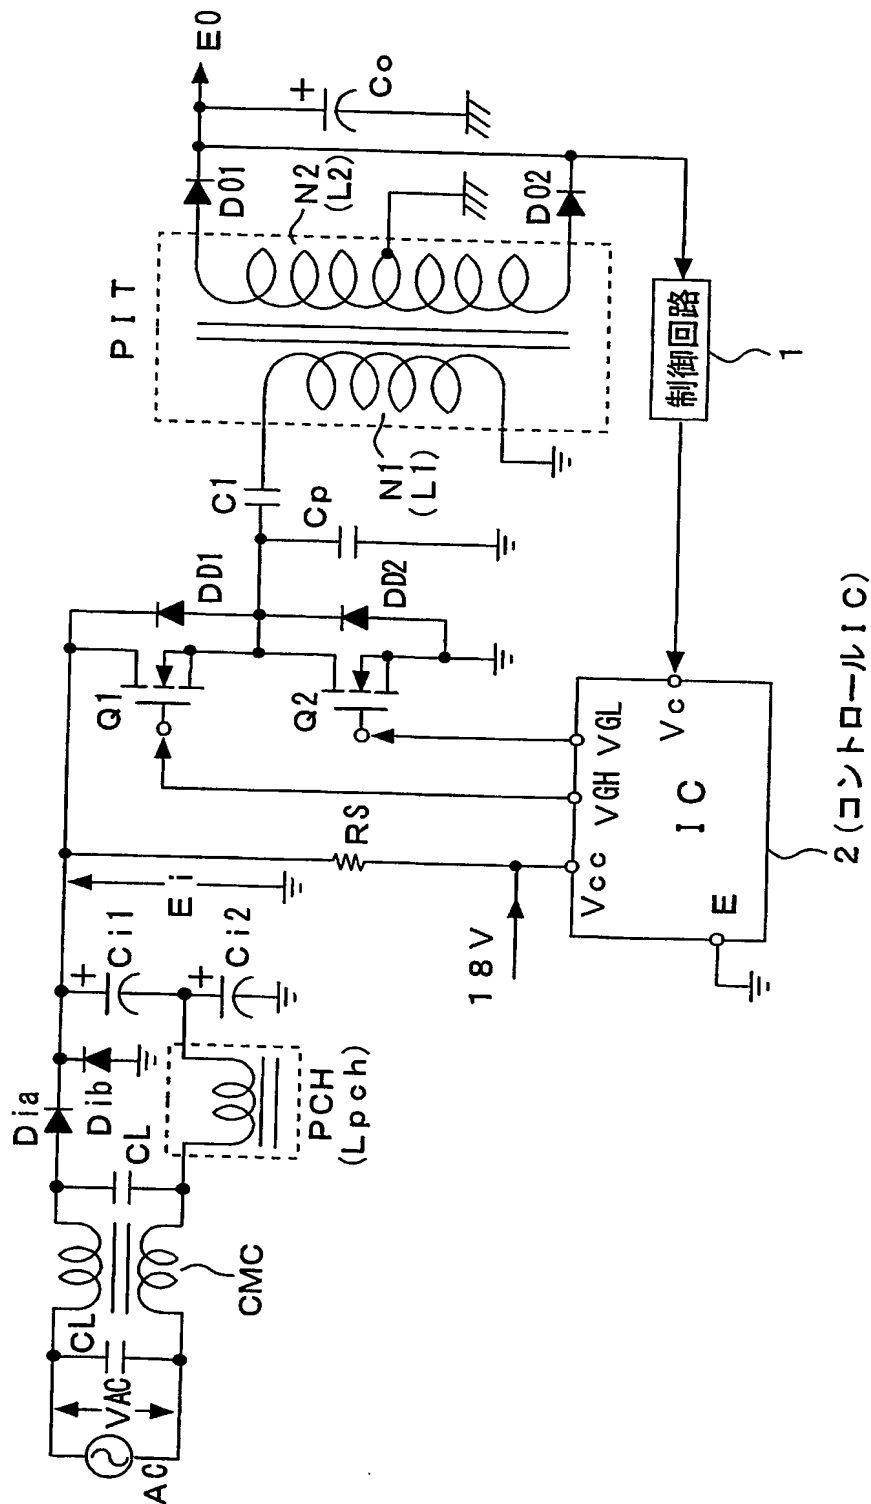 AC
VAC
CL
CMC
CL
Dia
Dib
PCH
(Lpch)
Ci1
Ci2
Ei
RS
18V
Q1
Q2
DD1
DD2
C1
Cp
PIT
N1
(L1)
N2
(L2)
D01
D02
Co
E0
制御回路
1
Vcc
VGH
VGL
Vc
IC
E
2(コントロールIC)